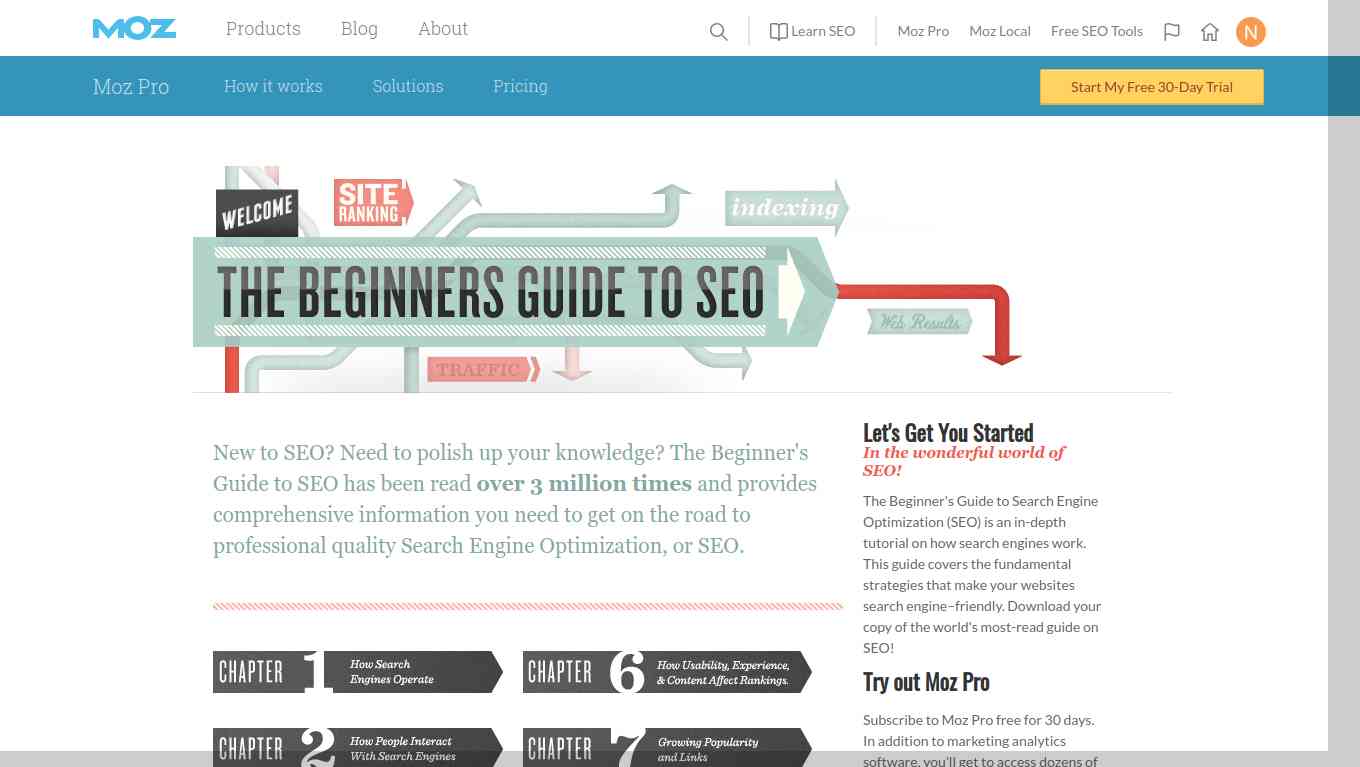 MOZ
Products
Blog
About
Learn SEO
Moz Pro
Moz Local
Free SEO Tools
N
Moz Pro
How it works
Solutions
Pricing
Start My Free 30-Day Trial
WELCOME
SITE
RANKING
indexing
THE BEGINNERS GUIDE TO SEO
Web Results
TRAFFIC
New to SEO? Need to polish up your knowledge? The Beginner's
Guide to SEO has been read over 3 million times and provides
comprehensive information you need to get on the road to
professional quality Search Engine Optimization, or SEO.
CHAPTER 1 How Search
Engines Operate
CHAPTER 6 How Usability, Experience,
& Content Affect Rankings.
CHAPTER 2 How People Interact
With Search Engines
CHAPTER 7 Growing Popularity
and Links
Let's Get You Started
In the wonderful world of
SEO!
The Beginner's Guide to Search Engine
Optimization (SEO) is an in-depth
tutorial on how search engines work.
This guide covers the fundamental
strategies that make your websites
search engine–friendly. Download your
copy of the world's most-read guide on
SEO!
Try out Moz Pro
Subscribe to Moz Pro free for 30 days.
In addition to marketing analytics
software, you'll get to access dozens of